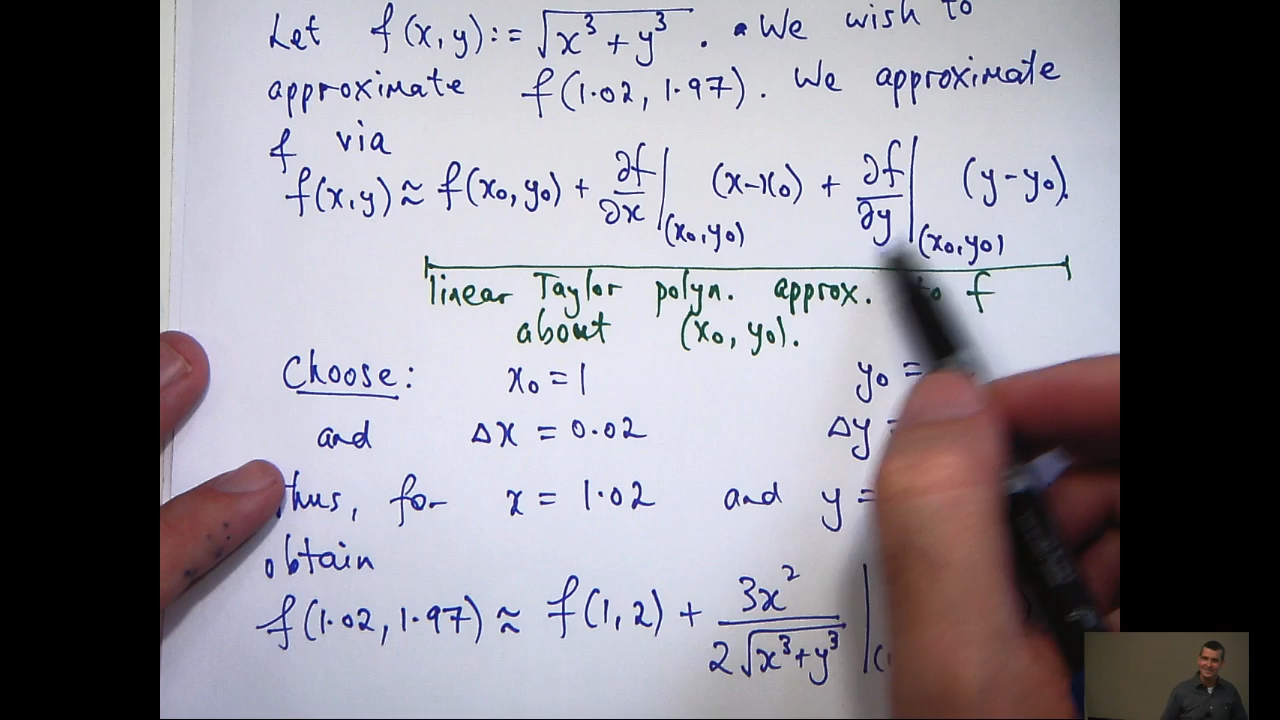 Let f(x,y) := √(x³ + y³). We wish to
approximate f(1.02, 1.97). We approximate
f via
f(x,y) ≈ f(x₀,y₀) + ∂f/∂x|(x₀,y₀) (x-x₀) + ∂f/∂y|(x₀,y₀) (y-y₀).
linear Taylor polyn. approx. to f
about (x₀, y₀).
Choose: x₀ = 1 y₀ =
and Δx = 0.02 Δy =
thus, for x = 1.02 and y =
obtain
f(1.02, 1.97) ≈ f(1,2) + 3x²/2√(x³+y³)|(